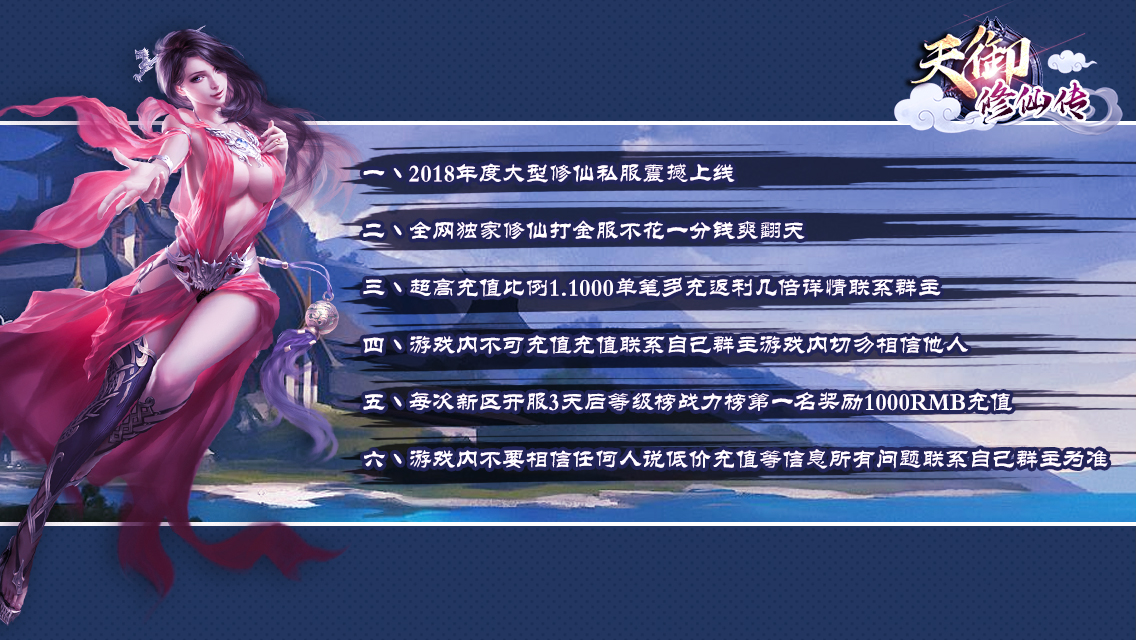 天御
修仙传
一、2018年度大型修仙私服震撼上线
二、全网独家修仙打金服不花一分钱爽翻天
三、超高充值比例1.1000单笔多充返利几倍详情联系群主
四、游戏内不可充值充值联系自己群主游戏内切勿相信他人
五、每次新区开服3天后等级榜战力榜第一名奖励1000RMB充值
六、游戏内不要相信任何人说低价充值等信息所有问题联系自己群主为准